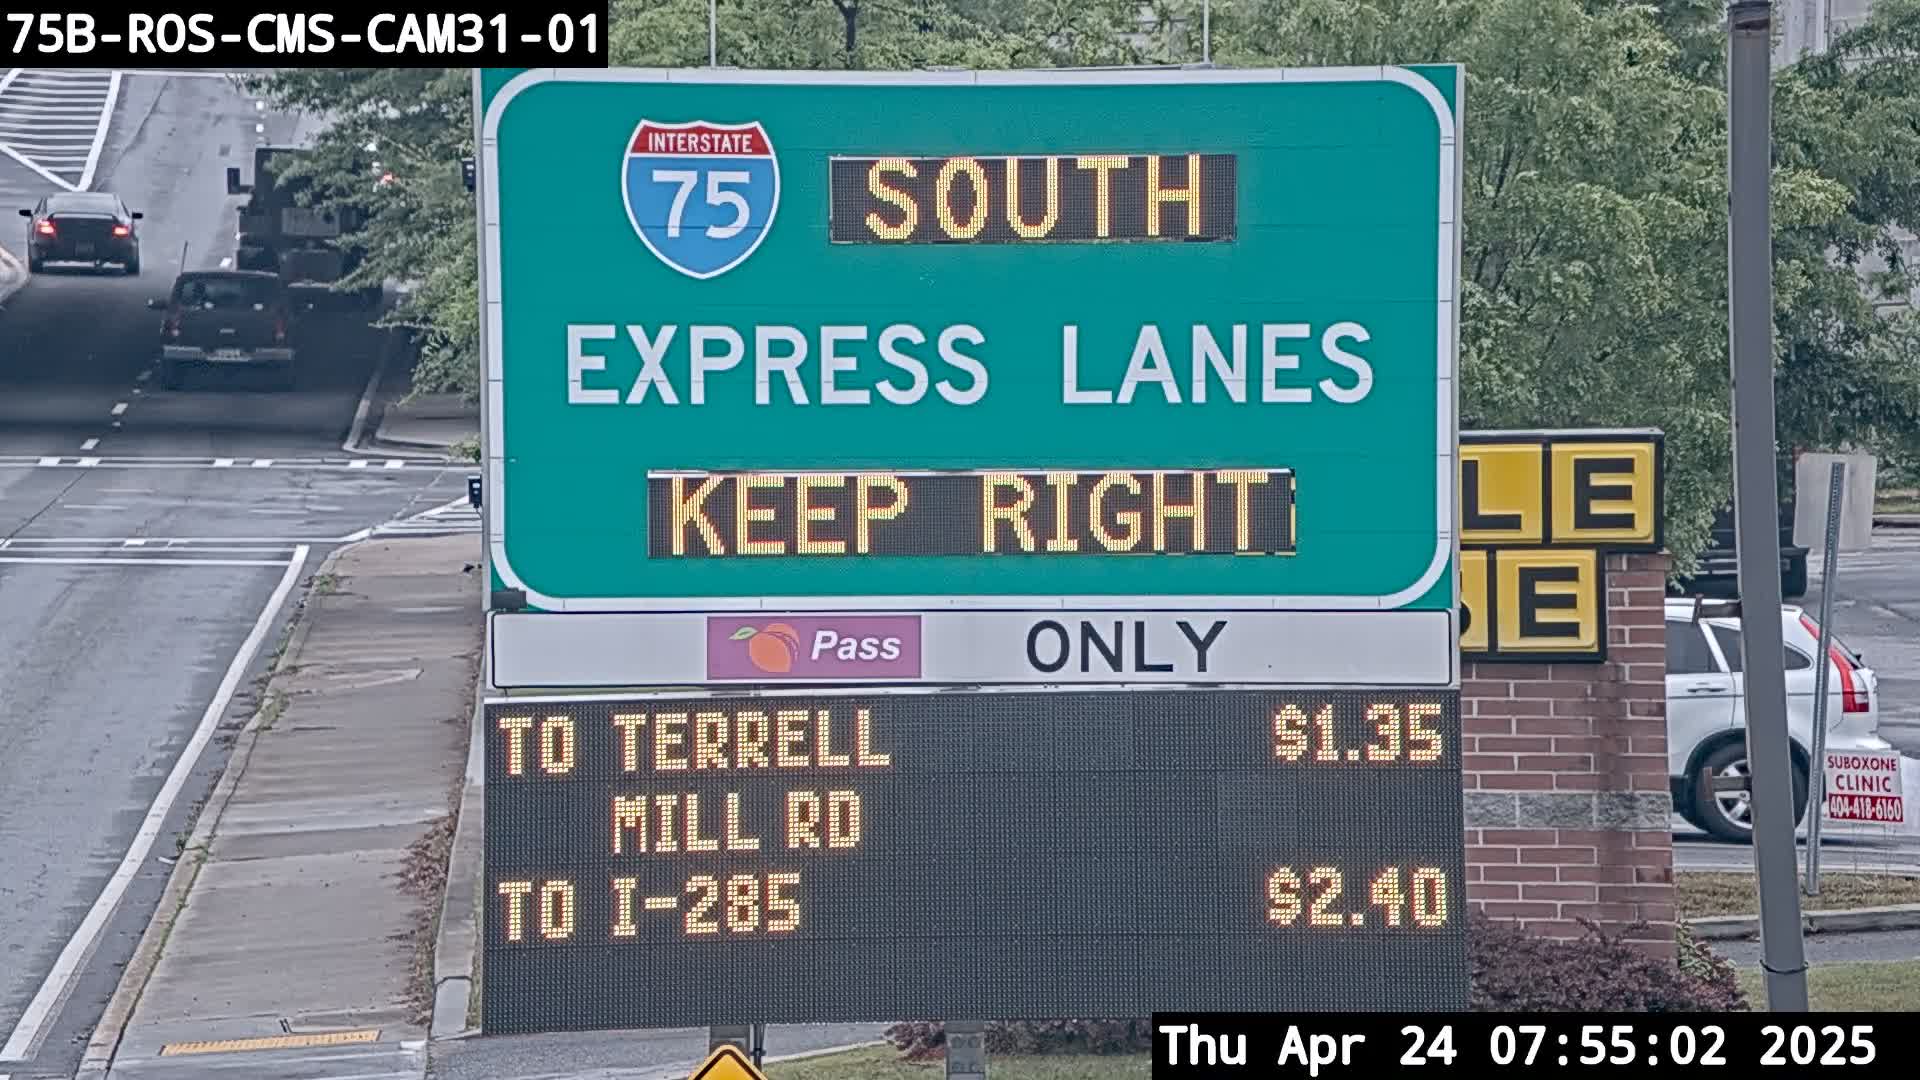 75B-ROS-CMS-CAM31-01
INTERSTATE
75
SOUTH
EXPRESS LANES
KEEP RIGHT
Pass ONLY
TO TERRELL $1.35
MILL RD
TO I-285 $2.40
LE
E
SUBOXONE
CLINIC
404-418-6160
Thu Apr 24 07:55:02 2025